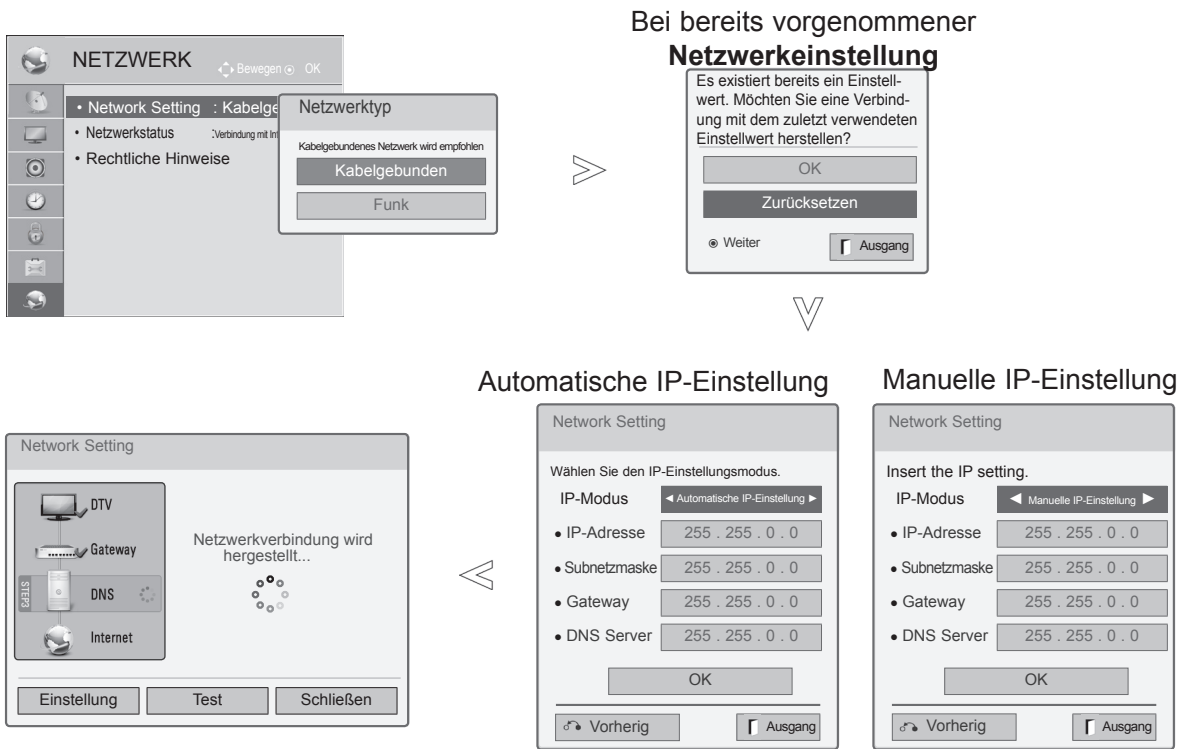 NETZWERK
Bewegen OK
• Network Setting : Kabelge
• Netzwerkstatus :Verbindung mit Int
• Rechtliche Hinweise
Netzwerktyp
Kabelgebundenes Netzwerk wird empfohlen
Kabelgebunden
Funk
Bei bereits vorgenommener
Netzwerkeinstellung
Es existiert bereits ein Einstell-
wert. Möchten Sie eine Verbind-
ung mit dem zuletzt verwendeten
Einstellwert herstellen?
OK
Zurücksetzen
Weiter
Ausgang
Automatische IP-Einstellung
Network Setting
Wählen Sie den IP-Einstellungsmodus.
IP-Modus ◀ Automatische IP-Einstellung ▶
• IP-Adresse 255 . 255 . 0 . 0
• Subnetzmaske 255 . 255 . 0 . 0
• Gateway 255 . 255 . 0 . 0
• DNS Server 255 . 255 . 0 . 0
OK
Vorherig
Ausgang
Manuelle IP-Einstellung
Network Setting
Insert the IP setting.
IP-Modus ◀ Manuelle IP-Einstellung ▶
• IP-Adresse 255 . 255 . 0 . 0
• Subnetzmaske 255 . 255 . 0 . 0
• Gateway 255 . 255 . 0 . 0
• DNS Server 255 . 255 . 0 . 0
OK
Vorherig
Ausgang
Network Setting
DTV
Gateway
STEP3
DNS
Internet
Netzwerkverbindung wird
hergestellt...
Einstellung
Test
Schließen